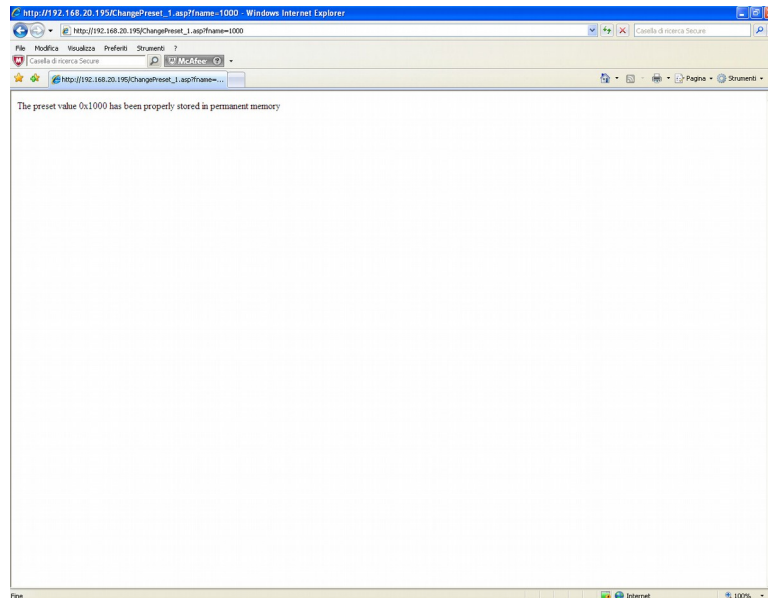 http://192.168.20.195/ChangePreset_1.asp?fname=1000 - Windows Internet Explorer
http://192.168.20.195/ChangePreset_1.asp?fname=1000
Casella di ricerca Secure
File Modifica Visualizza Preferiti Strumenti ?
Casella di ricerca Secure McAfee
http://192.168.20.195/ChangePreset_1.asp?fname=...
Pagina Strumenti
The preset value 0x1000 has been properly stored in permanent memory
Fine Internet 100%